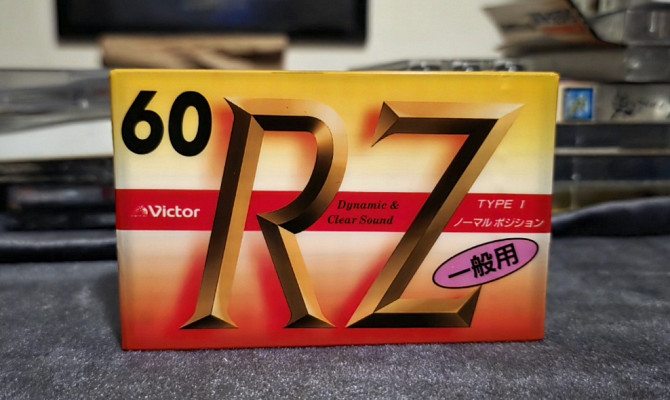 60
RZ
Victor
Dynamic &
Clear Sound
TYPE I
ノーマルポジション
一般用